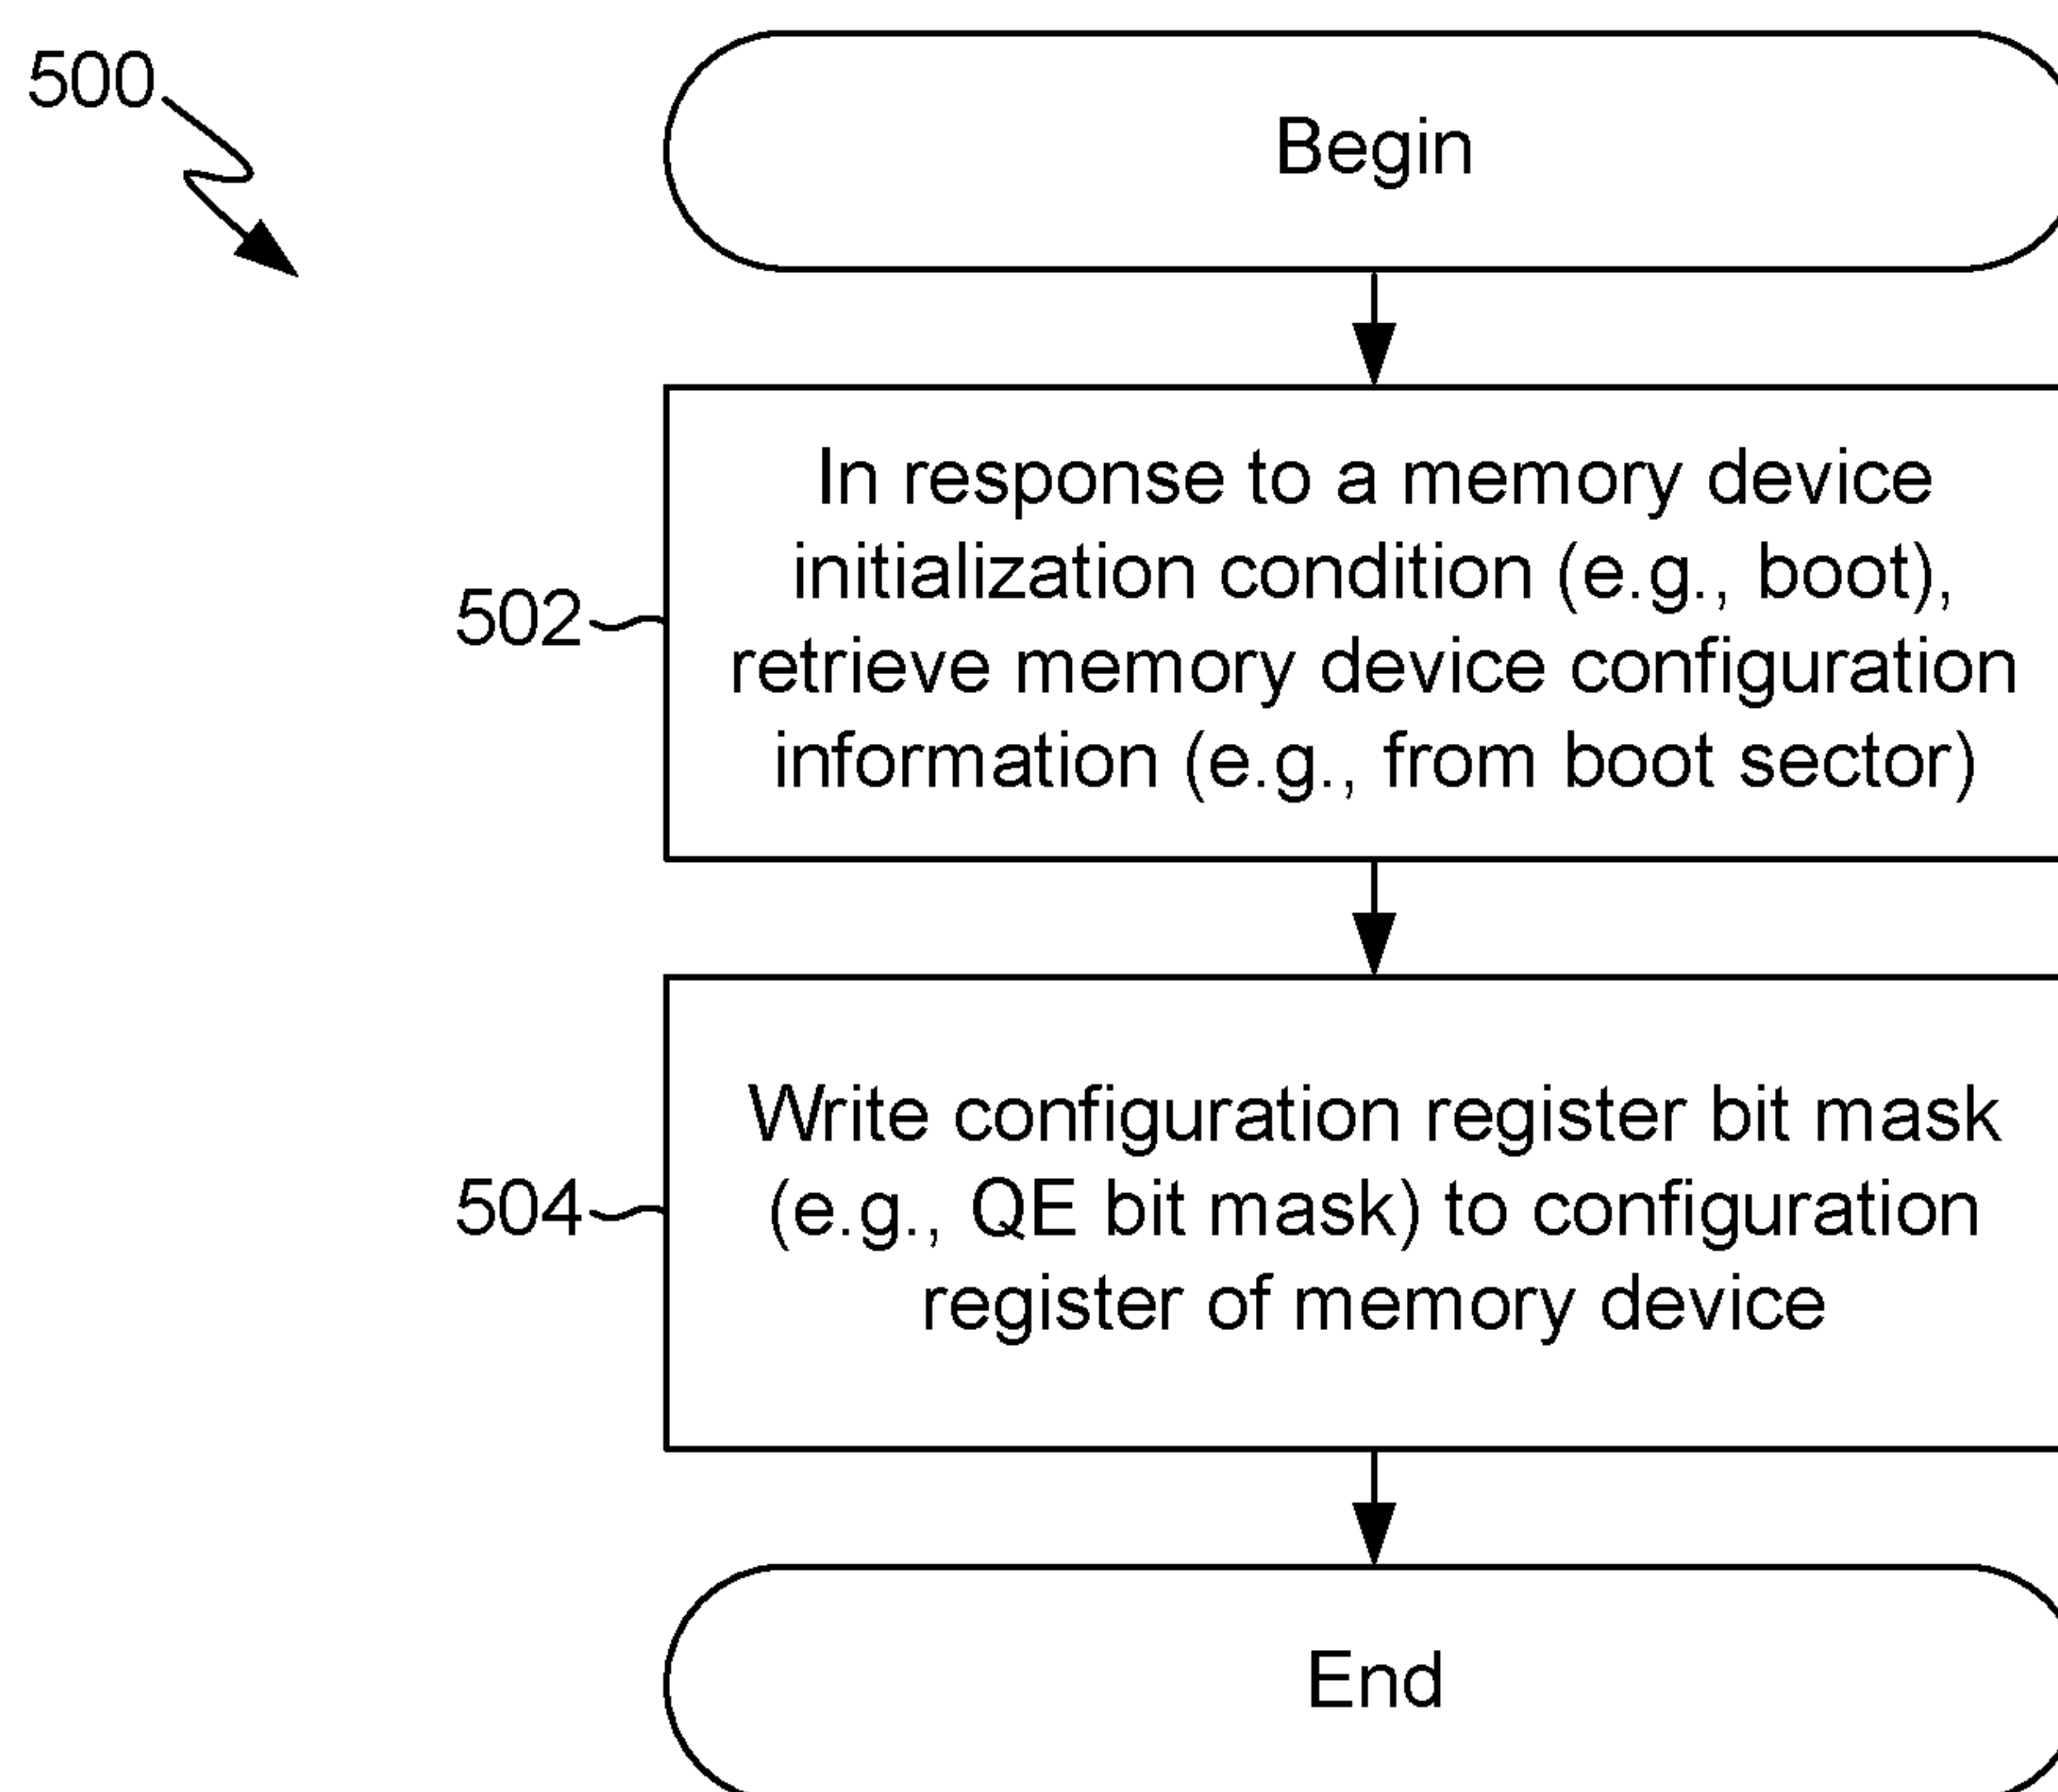 500
Begin
In response to a memory device
initialization condition (e.g., boot),
retrieve memory device configuration
information (e.g., from boot sector)
502
Write configuration register bit mask
(e.g., QE bit mask) to configuration
register of memory device
504
End